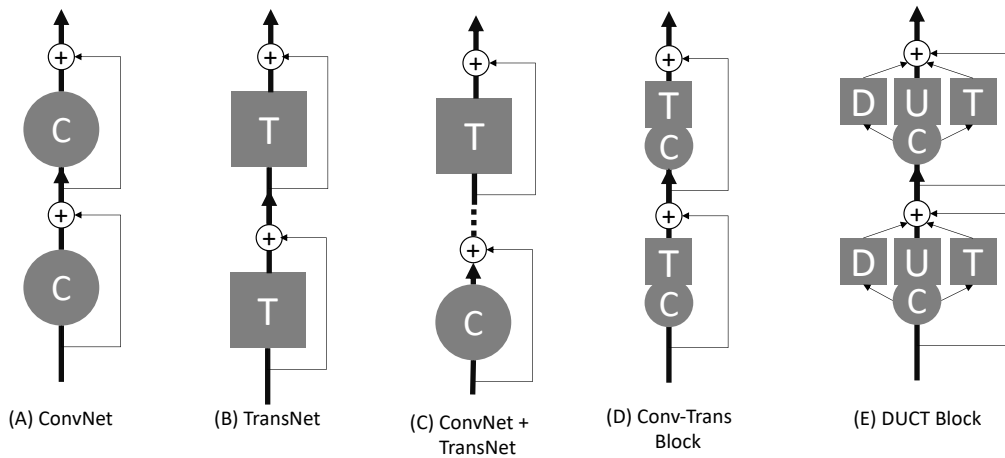 +
C
+
C
(A) ConvNet
+
T
+
T
(B) TransNet
+
T
+
C
(C) ConvNet +
TransNet
+
T
C
+
T
C
(D) Conv-Trans
Block
+
D U T
C
+
D U T
C
(E) DUCT Block